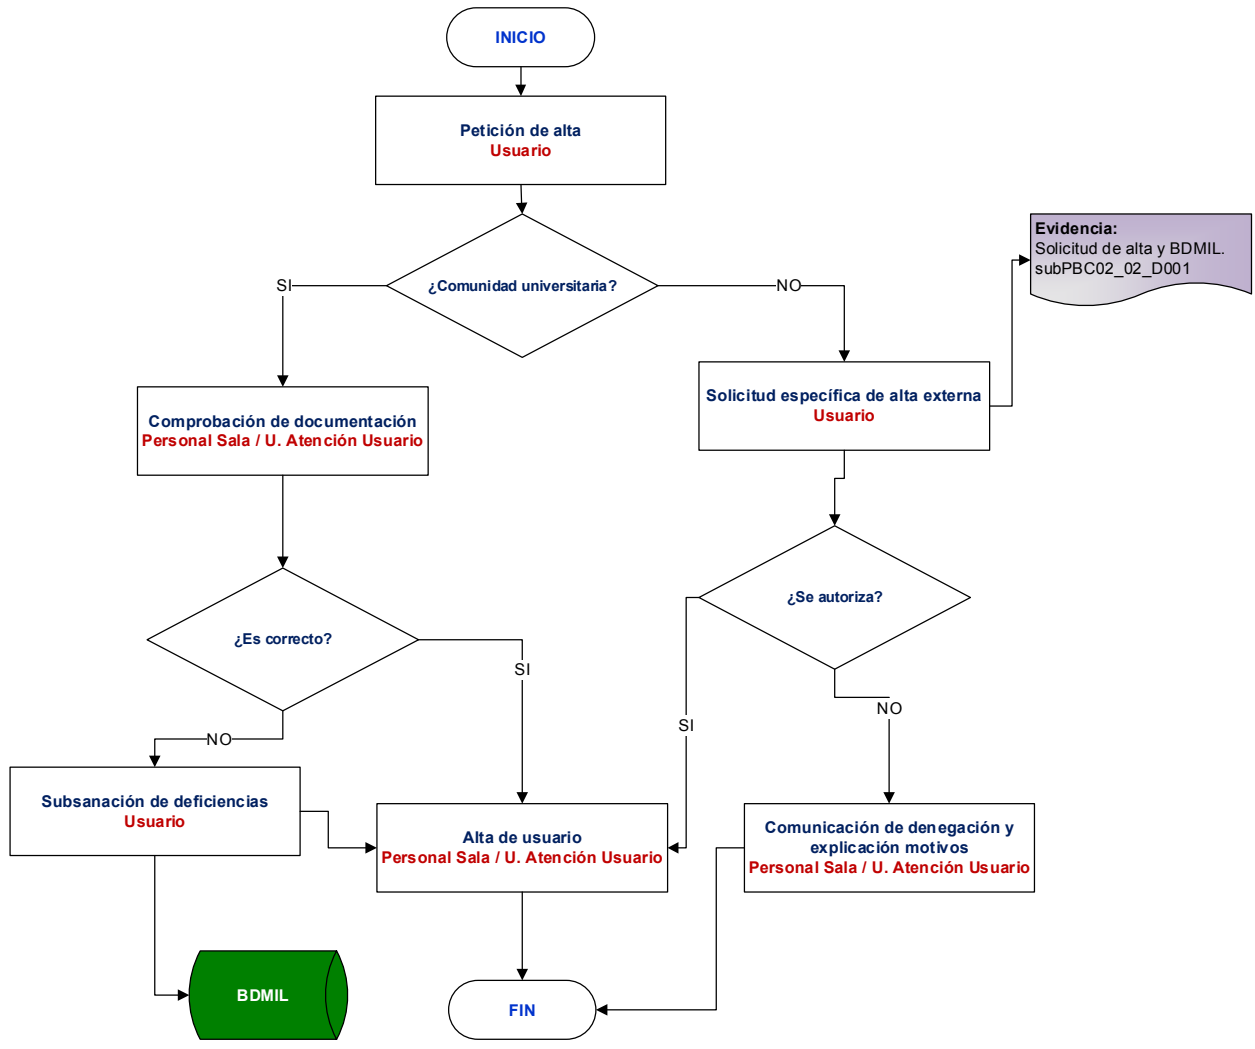 INICIO
Petición de alta
Usuario
Evidencia:
Solicitud de alta y BDMIL.
subPBC02_02_D001
¿Comunidad universitaria?
SI
NO
Solicitud específica de alta externa
Usuario
Comprobación de documentación
Personal Sala / U. Atención Usuario
¿Se autoriza?
¿Es correcto?
SI
NO
SI
NO
Subsanación de deficiencias
Usuario
Alta de usuario
Personal Sala / U. Atención Usuario
Comunicación de denegación y
explicación motivos
Personal Sala / U. Atención Usuario
BDMIL
FIN